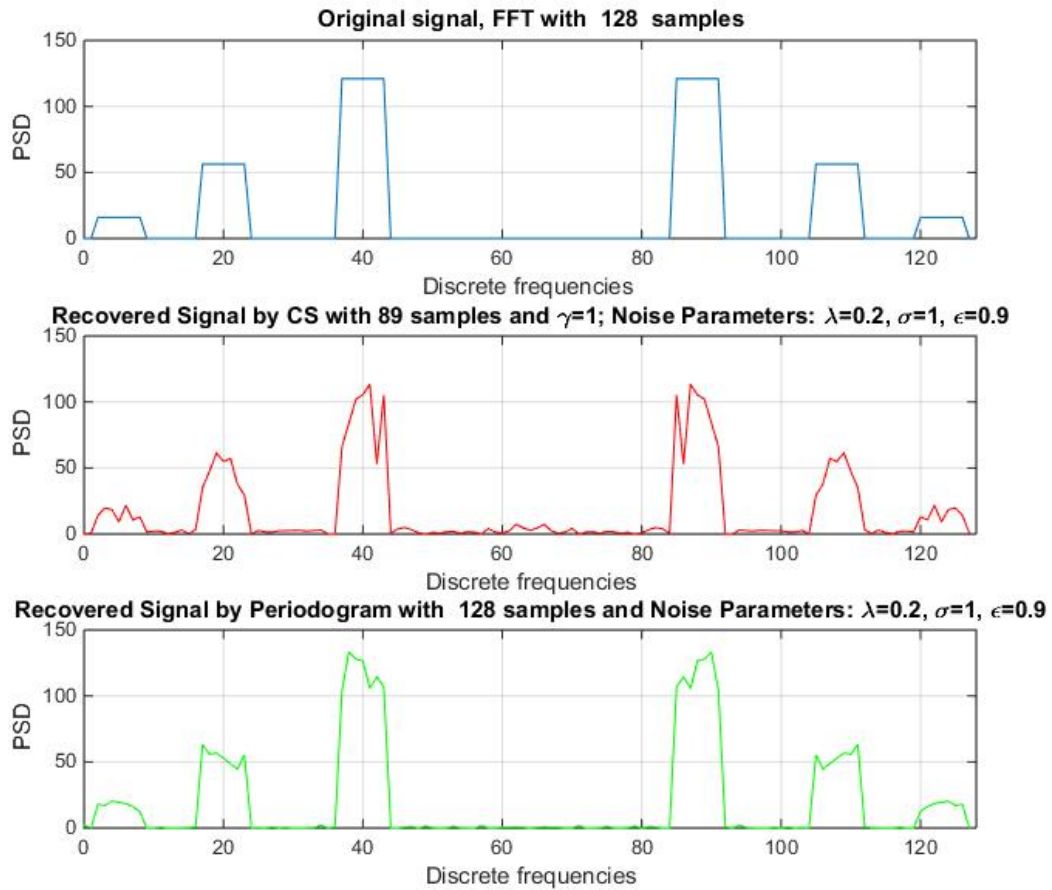 Original signal, FFT with 128 samples
150
100
50
0
PSD
0 20 40 60 80 100 120
Discrete frequencies
Recovered Signal by CS with 89 samples and γ=1; Noise Parameters: λ=0.2, σ=1, ϵ=0.9
150
100
50
0
PSD
0 20 40 60 80 100 120
Discrete frequencies
Recovered Signal by Periodogram with 128 samples and Noise Parameters: λ=0.2, σ=1, ϵ=0.9
150
100
50
0
PSD
0 20 40 60 80 100 120
Discrete frequencies